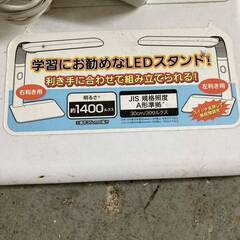 学習にお勧めなLEDスタンド!
利き手に合わせて組み立てられる!
右利き用
明るさ*
約1400ルクス
JIS 規格照度
A形準拠*
30cm/300ルクス
左利き用